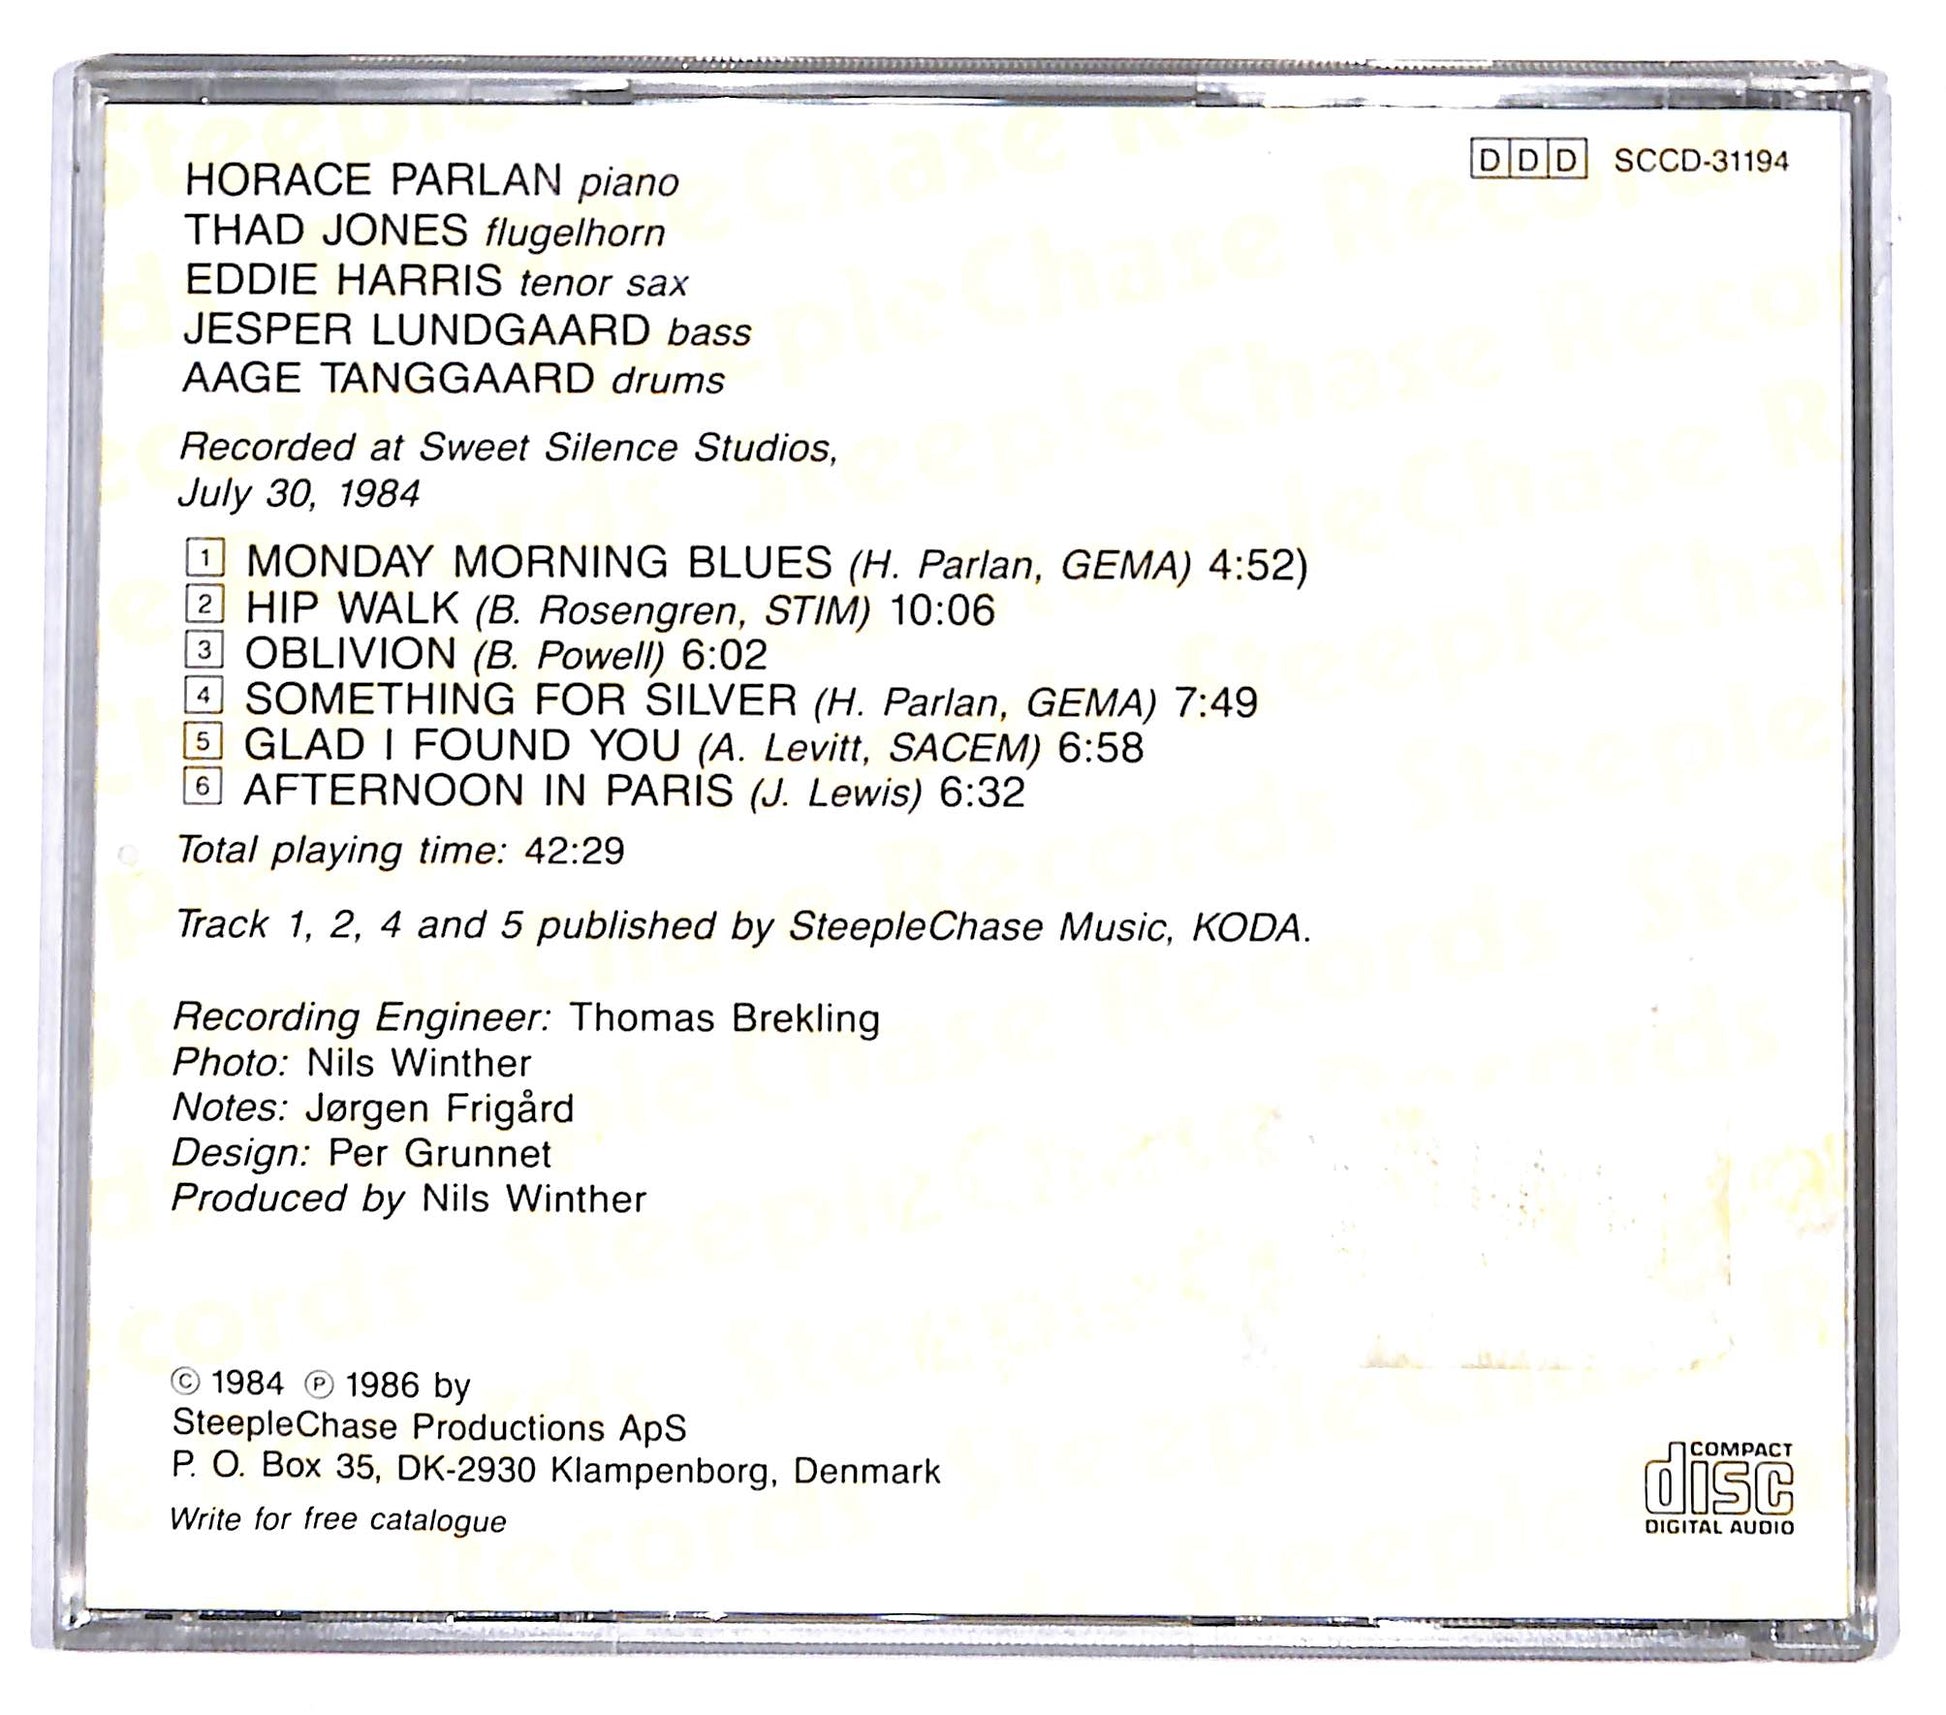 DDD SCCD-31194
HORACE PARLAN piano
THAD JONES flugelhorn
EDDIE HARRIS tenor sax
JESPER LUNDGAARD bass
AAGE TANGGAARD drums
Recorded at Sweet Silence Studios,
July 30, 1984
1 MONDAY MORNING BLUES (H. Parlan, GEMA) 4:52)
2 HIP WALK (B. Rosengren, STIM) 10:06
3 OBLIVION (B. Powell) 6:02
4 SOMETHING FOR SILVER (H. Parlan, GEMA) 7:49
5 GLAD I FOUND YOU (A. Levitt, SACEM) 6:58
6 AFTERNOON IN PARIS (J. Lewis) 6:32
Total playing time: 42:29
Track 1, 2, 4 and 5 published by SteepleChase Music, KODA.
Recording Engineer: Thomas Brekling
Photo: Nils Winther
Notes: Jørgen Frigård
Design: Per Grunnet
Produced by Nils Winther
© 1984 ℗ 1986 by
SteepleChase Productions ApS
P. O. Box 35, DK-2930 Klampenborg, Denmark
Write for free catalogue
COMPACT
disc
DIGITAL AUDIO